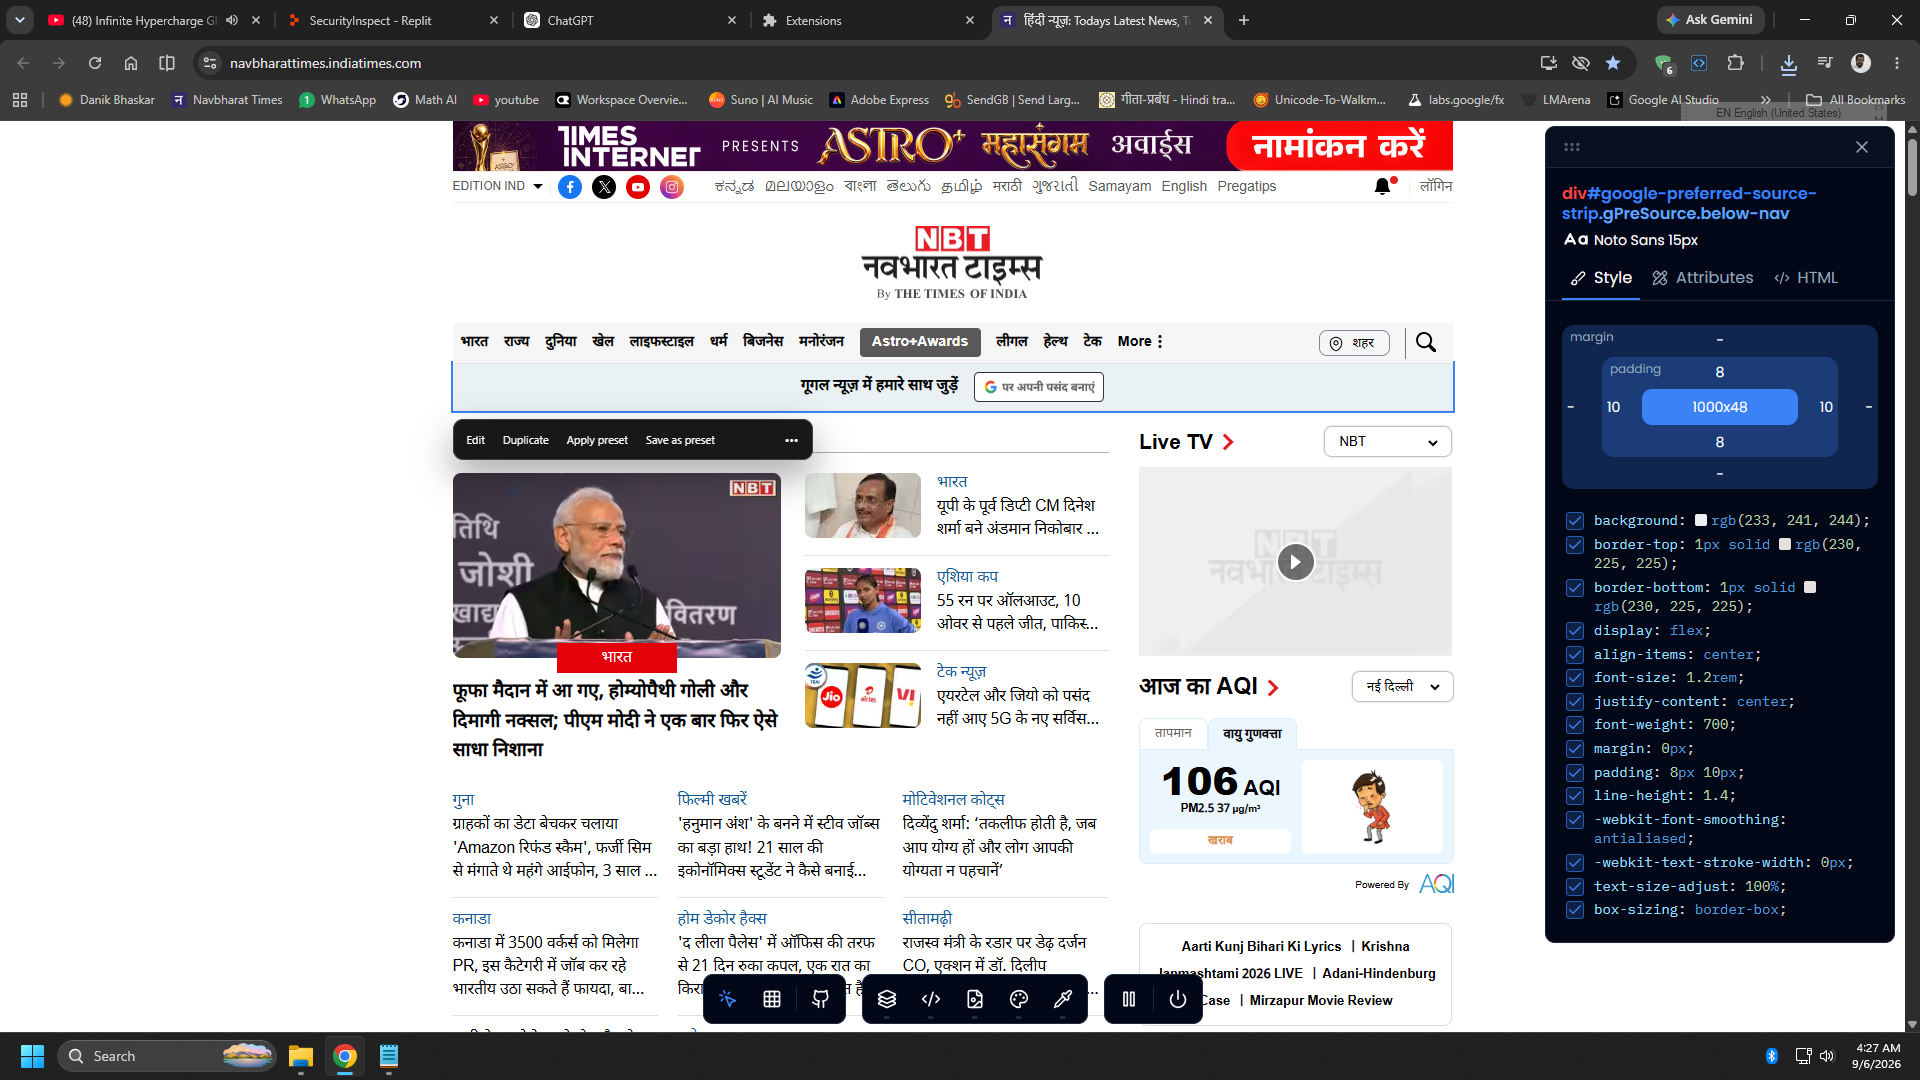 (48) Infinite Hypercharge G
SecurityInspect - Replit
ChatGPT
Extensions
हिंदी न्यूज़: Todays Latest News, T
Ask Gemini
navbharattimes.indiatimes.com
6
Danik Bhaskar
Navbharat Times
WhatsApp
Math AI
youtube
Workspace Overvie...
Suno | AI Music
Adobe Express
SendGB | Send Larg...
गीता-प्रबंध - Hindi tra...
Unicode-To-Walkm...
labs.google/fx
LMArena
Google AI Studio
All Bookmarks
EN English (United States)
TIMES INTERNET PRESENTS ASTRO+ महासंगम अवार्ड्स नामांकन करें
EDITION IND
ಕನ್ನಡ മലയാളം বাংলা తెలుగు தமிழ் मराठी ગુજરાતી Samayam English Pregatips
लॉगिन
NBT
नवभारत टाइम्स
By THE TIMES OF INDIA
भारत राज्य दुनिया खेल लाइफस्टाइल धर्म बिजनेस मनोरंजन Astro+Awards लीगल हेल्थ टेक More
शहर
गूगल न्यूज़ में हमारे साथ जुड़ें
G पर अपनी पसंद बनाएं
Edit Duplicate Apply preset Save as preset
NBT
तिथि
जोशी
खाद्य
वितरण
भारत
फूफा मैदान में आ गए, होम्योपैथी गोली और
दिमागी नक्सल; पीएम मोदी ने एक बार फिर ऐसे
साधा निशाना
भारत
यूपी के पूर्व डिप्टी CM दिनेश
शर्मा बने अंडमान निकोबार ...
एशिया कप
55 रन पर ऑलआउट, 10
ओवर से पहले जीत, पाकिस्...
TRAI
Jio
airtel
VI
टेक न्यूज़
एयरटेल और जियो को पसंद
नहीं आए 5G के नए सर्विस...
Live TV
NBT
NBT
नवभारत टाइम्स
आज का AQI
नई दिल्ली
तापमान
वायु गुणवत्ता
106 AQI
PM2.5 37 µg/m³
खराब
Powered By AQI
गुना
ग्राहकों का डेटा बेचकर चलाया
'Amazon रिफंड स्कैम', फर्जी सिम
से मंगाते थे महंगे आईफोन, 3 साल ...
फिल्मी खबरें
'हनुमान अंश' के बनने में स्टीव जॉब्स
का बड़ा हाथ! 21 साल की
इकोनॉमिक्स स्टूडेंट ने कैसे बनाई...
मोटिवेशनल कोट्स
दिव्येंदु शर्मा: ‘तकलीफ होती है, जब
आप योग्य हों और लोग आपकी
योग्यता न पहचानें’
कनाडा
कनाडा में 3500 वर्कर्स को मिलेगा
PR, इस कैटेगरी में जॉब कर रहे
भारतीय उठा सकते हैं फायदा, बा...
होम डेकोर हैक्स
'द लीला पैलेस' में ऑफिस की तरफ
से 21 दिन रुका कपल, एक रात का
किरा
सीतामढ़ी
राजस्व मंत्री के रडार पर डेढ़ दर्जन
CO, एक्शन में डॉ. दिलीप
Aarti Kunj Bihari Ki Lyrics | Krishna
Janmashtami 2026 LIVE | Adani-Hindenburg
Case | Mirzapur Movie Review
div#google-preferred-source-
strip.gPreSource.below-nav
Aa Noto Sans 15px
Style Attributes HTML
margin
-
padding
8
- 10 1000x48 10 -
8
-
background: rgb(233, 241, 244);
border-top: 1px solid rgb(230,
225, 225);
border-bottom: 1px solid
rgb(230, 225, 225);
display: flex;
align-items: center;
font-size: 1.2rem;
justify-content: center;
font-weight: 700;
margin: 0px;
padding: 8px 10px;
line-height: 1.4;
-webkit-font-smoothing:
antialiased;
-webkit-text-stroke-width: 0px;
text-size-adjust: 100%;
box-sizing: border-box;
Search
4:27 AM
9/6/2026